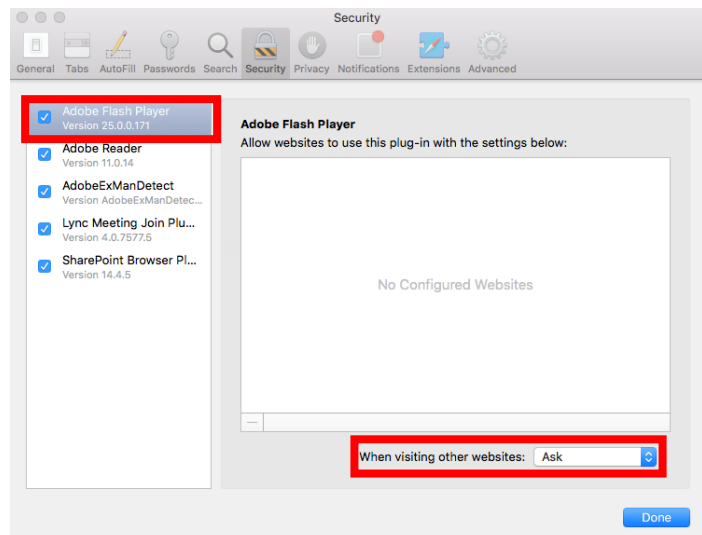 Security
General Tabs AutoFill Passwords Search Security Privacy Notifications Extensions Advanced
Adobe Flash Player
Version 25.0.0.171
Adobe Reader
Version 11.0.14
AdobeExManDetect
Version AdobeExManDetec...
Lync Meeting Join Plu...
Version 4.0.7577.5
SharePoint Browser Pl...
Version 14.4.5
Adobe Flash Player
Allow websites to use this plug-in with the settings below:
No Configured Websites
When visiting other websites: Ask
Done